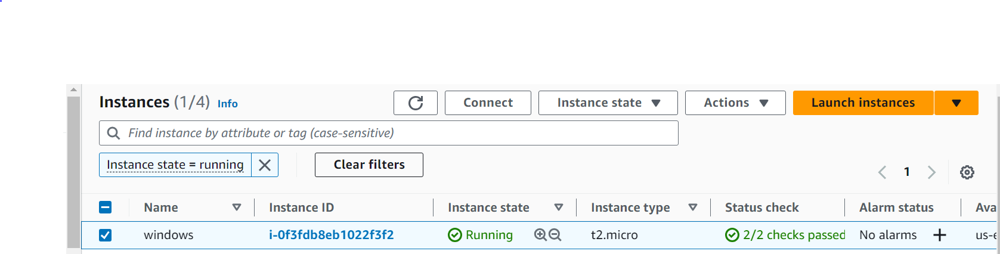 Instances (1/4) Info Connect Instance state Actions Launch instances
Find instance by attribute or tag (case-sensitive)
Instance state = running Clear filters
1
Name Instance ID Instance state Instance type Status check Alarm status Ava
windows i-0f3fdb8eb1022f3f2 Running t2.micro 2/2 checks passed No alarms us-e